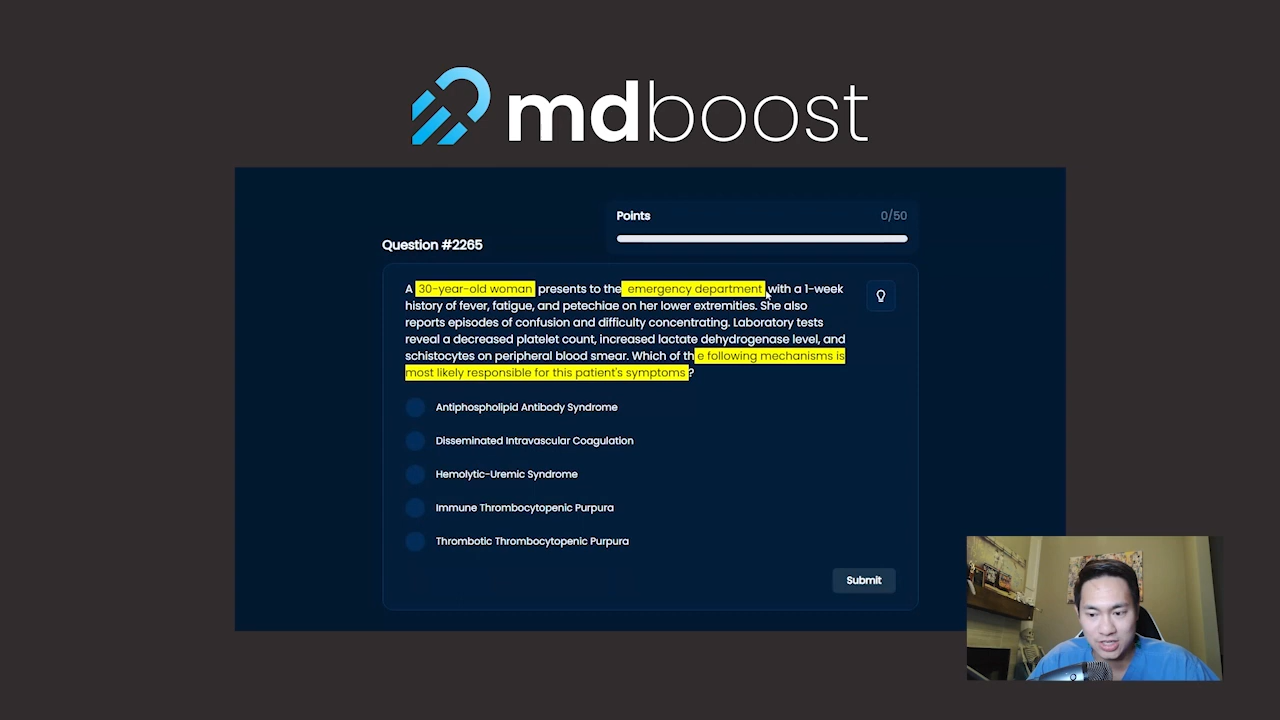 mdboost
Points 0/50
Question #2265
A 30-year-old woman presents to the emergency department with a 1-week
history of fever, fatigue, and petechiae on her lower extremities. She also
reports episodes of confusion and difficulty concentrating. Laboratory tests
reveal a decreased platelet count, increased lactate dehydrogenase level, and
schistocytes on peripheral blood smear. Which of the following mechanisms is
most likely responsible for this patient's symptoms ?
Antiphospholipid Antibody Syndrome
Disseminated Intravascular Coagulation
Hemolytic-Uremic Syndrome
Immune Thrombocytopenic Purpura
Thrombotic Thrombocytopenic Purpura
Submit